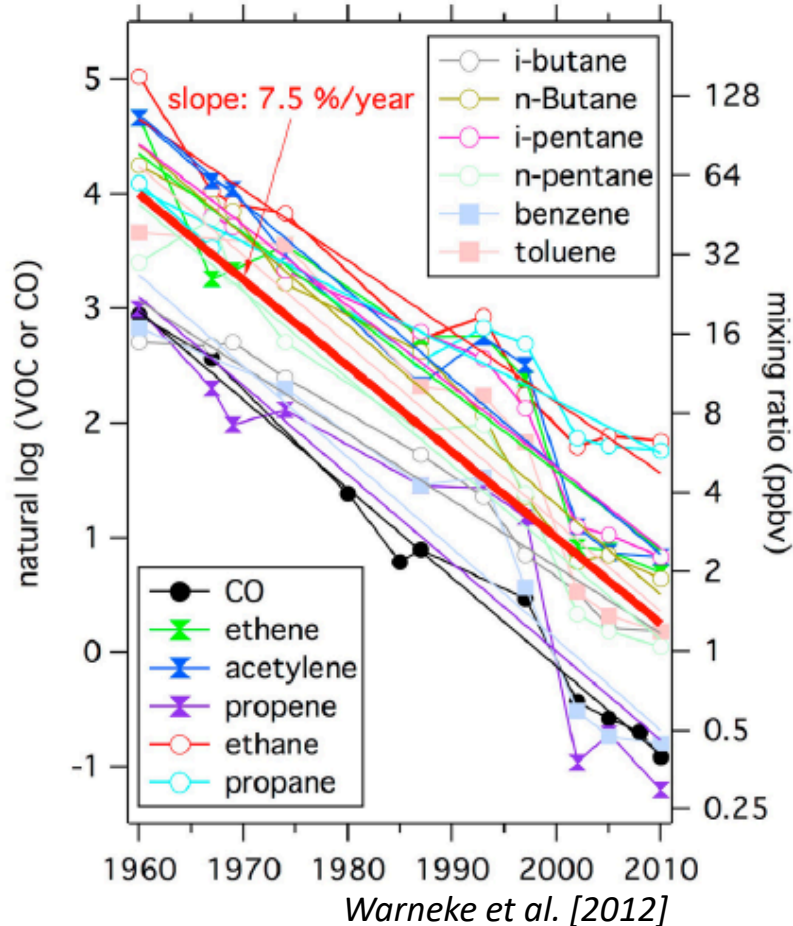 slope: 7.5 %/year
i-butane
n-Butane
i-pentane
n-pentane
benzene
toluene
CO
ethene
acetylene
propene
ethane
propane
natural log (VOC or CO)
5
4
3
2
1
0
-1
mixing ratio (ppbv)
128
64
32
16
8
4
2
1
0.5
0.25
1960 1970 1980 1990 2000 2010
Warneke et al. [2012]